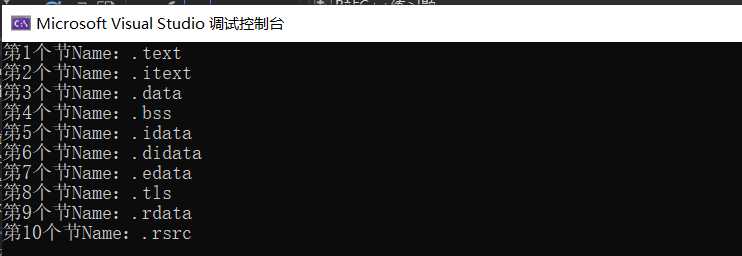 Microsoft Visual Studio 调试控制台
第1个节Name：.text
第2个节Name：.itext
第3个节Name：.data
第4个节Name：.bss
第5个节Name：.idata
第6个节Name：.didata
第7个节Name：.edata
第8个节Name：.tls
第9个节Name：.rdata
第10个节Name：.rsrc